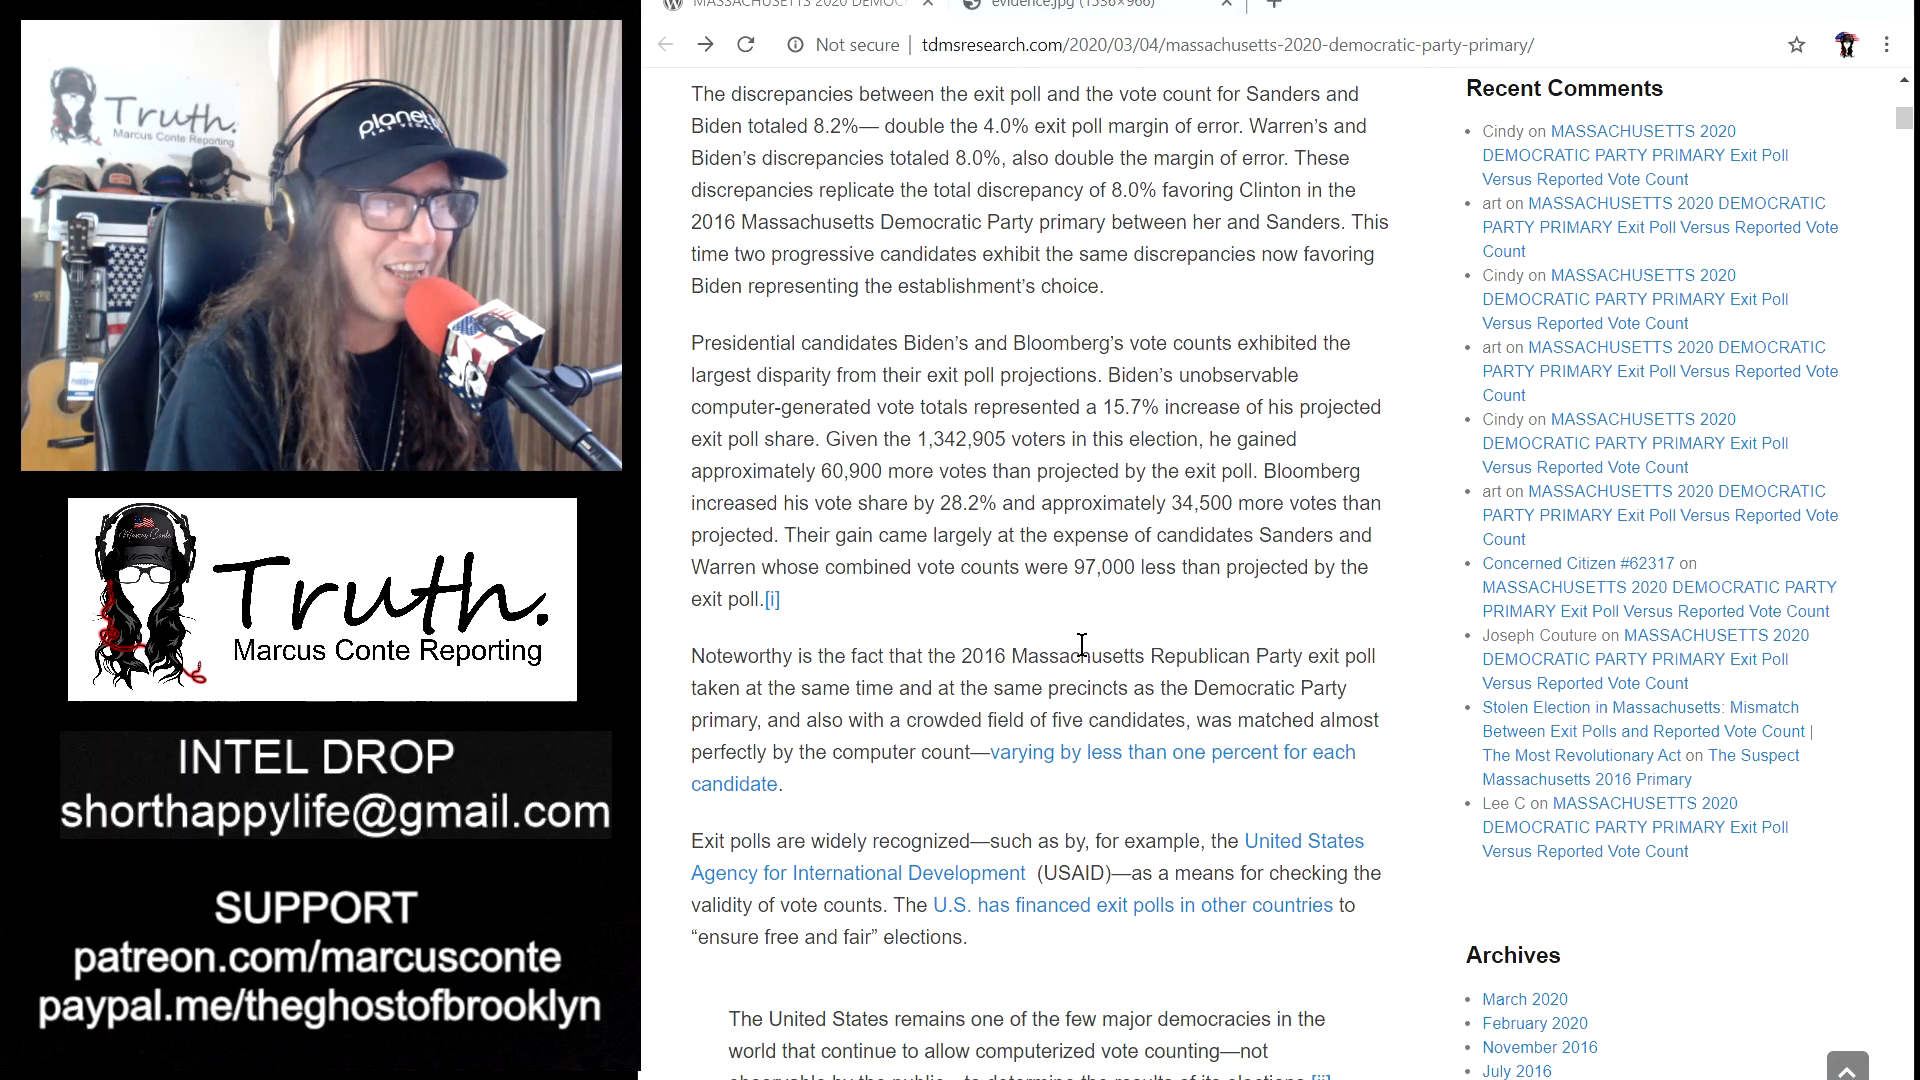 MASSACHUSETTS 2020 DEMOC
evidence.jpg (1536×966)
Not secure
tdmsresearch.com/2020/03/04/massachusetts-2020-democratic-party-primary/
Truth.
Marcus Conte Reporting
planet
LAS VEGAS
Truth.
Marcus Conte Reporting
INTEL DROP
shorthappylife@gmail.com
SUPPORT
patreon.com/marcusconte
paypal.me/theghostofbrooklyn
The discrepancies between the exit poll and the vote count for Sanders and
Biden totaled 8.2%— double the 4.0% exit poll margin of error. Warren’s and
Biden’s discrepancies totaled 8.0%, also double the margin of error. These
discrepancies replicate the total discrepancy of 8.0% favoring Clinton in the
2016 Massachusetts Democratic Party primary between her and Sanders. This
time two progressive candidates exhibit the same discrepancies now favoring
Biden representing the establishment’s choice.
Presidential candidates Biden’s and Bloomberg’s vote counts exhibited the
largest disparity from their exit poll projections. Biden’s unobservable
computer-generated vote totals represented a 15.7% increase of his projected
exit poll share. Given the 1,342,905 voters in this election, he gained
approximately 60,900 more votes than projected by the exit poll. Bloomberg
increased his vote share by 28.2% and approximately 34,500 more votes than
projected. Their gain came largely at the expense of candidates Sanders and
Warren whose combined vote counts were 97,000 less than projected by the
exit poll.[i]
Noteworthy is the fact that the 2016 Massachusetts Republican Party exit poll
taken at the same time and at the same precincts as the Democratic Party
primary, and also with a crowded field of five candidates, was matched almost
perfectly by the computer count—varying by less than one percent for each
candidate.
Exit polls are widely recognized—such as by, for example, the United States
Agency for International Development (USAID)—as a means for checking the
validity of vote counts. The U.S. has financed exit polls in other countries to
“ensure free and fair” elections.
The United States remains one of the few major democracies in the
world that continue to allow computerized vote counting—not
observable by the public—to determine the results of its elections.[ii]
Recent Comments
Cindy on MASSACHUSETTS 2020
DEMOCRATIC PARTY PRIMARY Exit Poll
Versus Reported Vote Count
art on MASSACHUSETTS 2020 DEMOCRATIC
PARTY PRIMARY Exit Poll Versus Reported Vote
Count
Cindy on MASSACHUSETTS 2020
DEMOCRATIC PARTY PRIMARY Exit Poll
Versus Reported Vote Count
art on MASSACHUSETTS 2020 DEMOCRATIC
PARTY PRIMARY Exit Poll Versus Reported Vote
Count
Cindy on MASSACHUSETTS 2020
DEMOCRATIC PARTY PRIMARY Exit Poll
Versus Reported Vote Count
art on MASSACHUSETTS 2020 DEMOCRATIC
PARTY PRIMARY Exit Poll Versus Reported Vote
Count
Concerned Citizen #62317 on
MASSACHUSETTS 2020 DEMOCRATIC PARTY
PRIMARY Exit Poll Versus Reported Vote Count
Joseph Couture on MASSACHUSETTS 2020
DEMOCRATIC PARTY PRIMARY Exit Poll
Versus Reported Vote Count
Stolen Election in Massachusetts: Mismatch
Between Exit Polls and Reported Vote Count |
The Most Revolutionary Act on The Suspect
Massachusetts 2016 Primary
Lee C on MASSACHUSETTS 2020
DEMOCRATIC PARTY PRIMARY Exit Poll
Versus Reported Vote Count
Archives
March 2020
February 2020
November 2016
July 2016